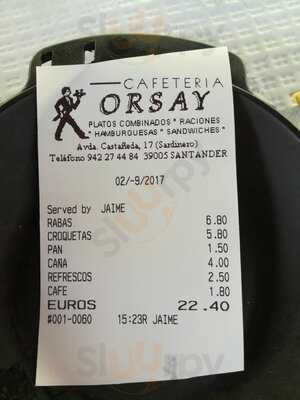 CAFETERIA
ORSAY
PLATOS COMBINADOS * RACIONES
"HAMBURGUESAS * SANDWICHES"
Avda. Castañeda, 17 (Sardinero)
Teléfono 942 27 44 84 39005 SANTANDER
02/-9/2017
Served by JAIME
RABAS 6.80
CROQUETAS 5.80
PAN 1.50
CAÑA 4.00
REFRESCOS 2.50
CAFE 1.80
EUROS 22.40
#001-0060 15:23R JAIME